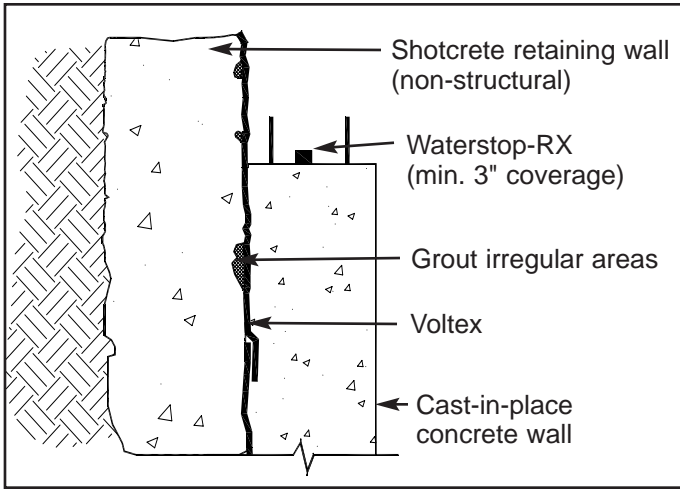 Shotcrete retaining wall
(non-structural)
Waterstop-RX
(min. 3" coverage)
Grout irregular areas
Voltex
Cast-in-place
concrete wall